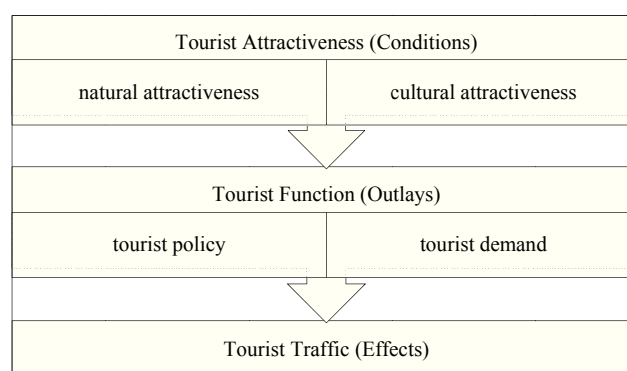 Tourist Attractiveness (Conditions)
natural attractiveness
cultural attractiveness
Tourist Function (Outlays)
tourist policy
tourist demand
Tourist Traffic (Effects)